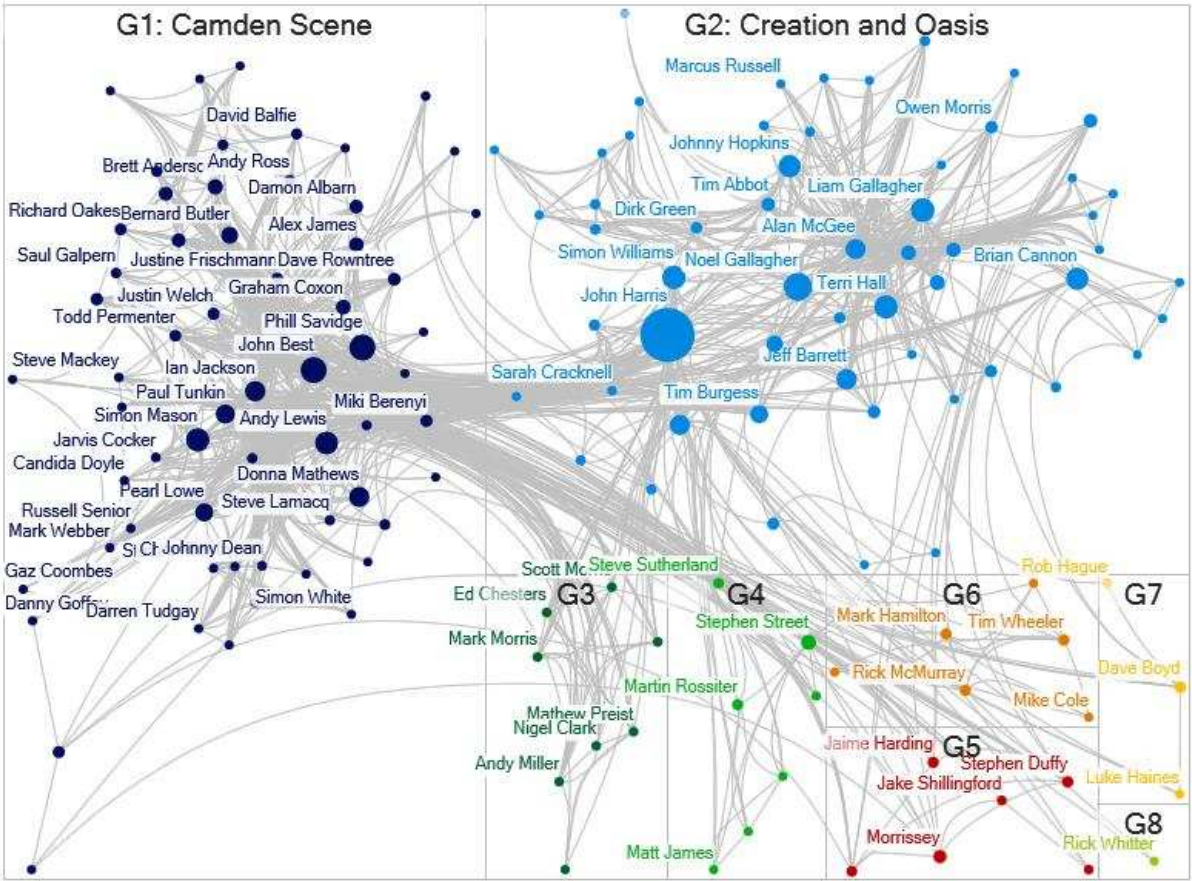 G1: Camden Scene
G2: Creation and Oasis
David Balfie
Andy Ross
Damon Albarn
Richard Oakes
Bernard Butler
Alex James
Saul Galpern
Justine Frischmann
Dave Rowntree
Graham Coxon
Justin Welch
Todd Permenter
Phill Savidge
John Best
Steve Mackey
Ian Jackson
Paul Tunkin
Miki Berenyi
Simon Mason
Andy Lewis
Jarvis Cocker
Candida Doyle
Donna Mathews
Pearl Lowe
Steve Lamacq
Russell Senior
Mark Webber
Johnny Dean
Gaz Coombes
Simon White
Danny
Darren Tudgay
Marcus Russell
Owen Morris
Johnny Hopkins
Tim Abbot
Liam Gallagher
Dirk Green
Alan McGee
Simon Williams
Noel Gallagher
Brian Cannon
Terri Hall
John Harris
Jeff Barrett
Sarah Cracknell
Tim Burgess
G3
Scott
Ed Chesters
Mark Morris
Mathew Preist
Nigel Clark
Andy Miller
G4
Steve Sutherland
Stephen Street
Martin Rossiter
Matt James
G6
Rob Hague
Mark Hamilton
Tim Wheeler
Rick McMurray
Mike Cole
G5
Jaime Harding
Stephen Duffy
Jake Shillingford
Morrissey
G7
Dave Boyd
Luke Haines
G8
Rick Whitter